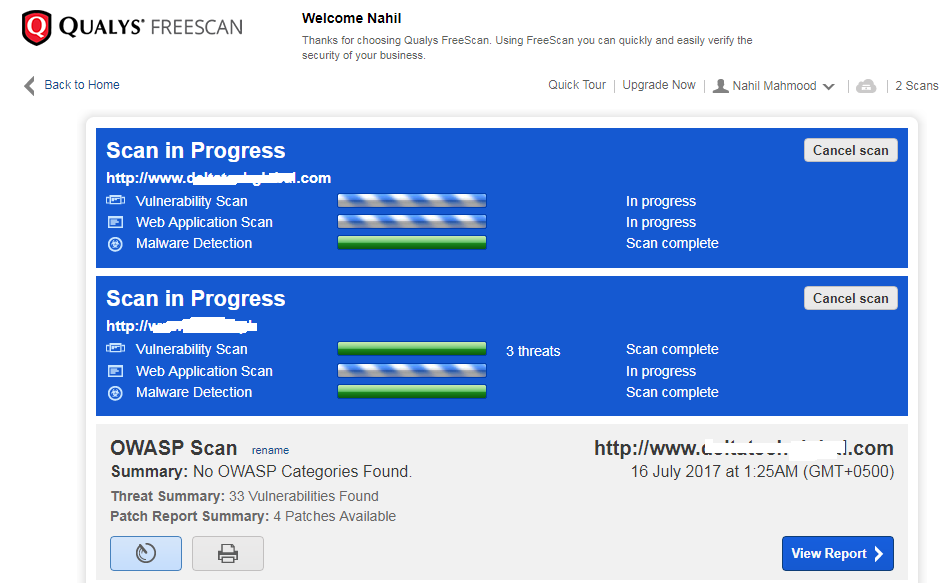 QUALYS® FREESCAN
Welcome Nahil
Thanks for choosing Qualys FreeScan. Using FreeScan you can quickly and easily verify the
security of your business.
Back to Home
Quick Tour | Upgrade Now | Nahil Mahmood | 2 Scans
Scan in Progress
Cancel scan
http://www. .com
Vulnerability Scan In progress
Web Application Scan In progress
Malware Detection Scan complete
Scan in Progress
Cancel scan
http://
Vulnerability Scan 3 threats Scan complete
Web Application Scan In progress
Malware Detection Scan complete
OWASP Scan rename http://www. .com
Summary: No OWASP Categories Found. 16 July 2017 at 1:25AM (GMT+0500)
Threat Summary: 33 Vulnerabilities Found
Patch Report Summary: 4 Patches Available
View Report